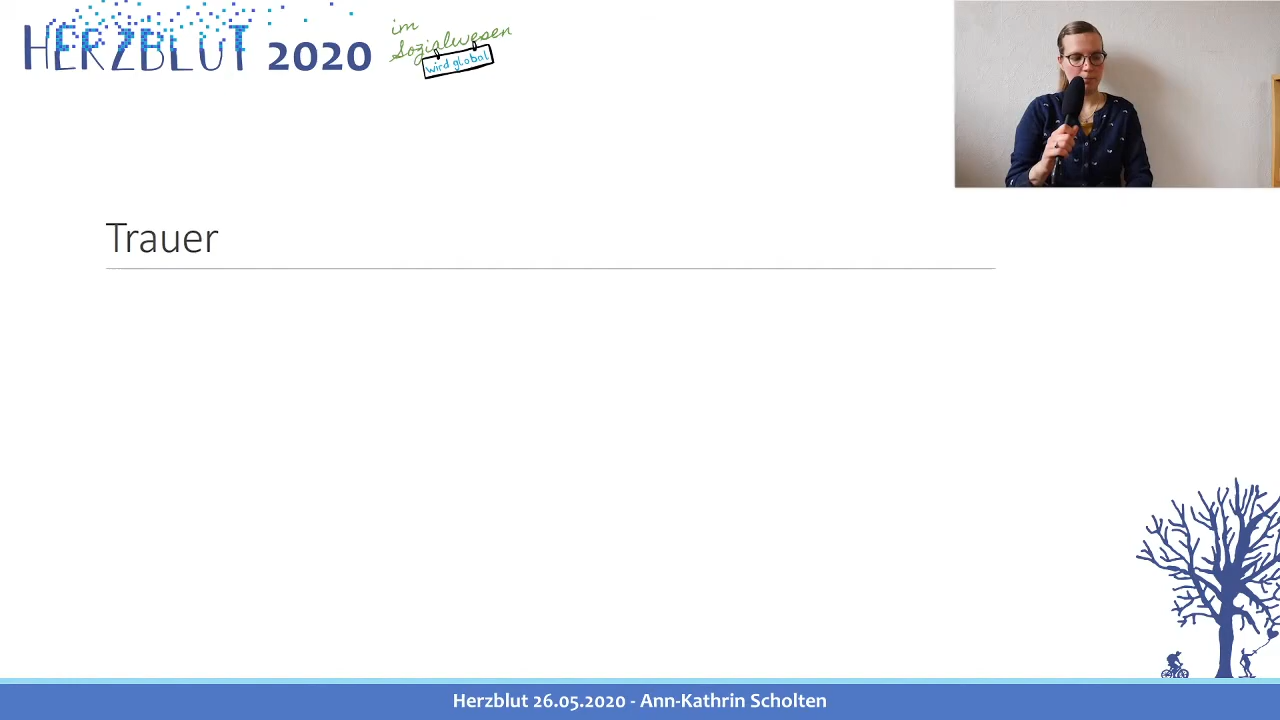 HERZBLUT 2020
im
Sozialwesen
wird global
Trauer
Herzblut 26.05.2020 - Ann-Kathrin Scholten